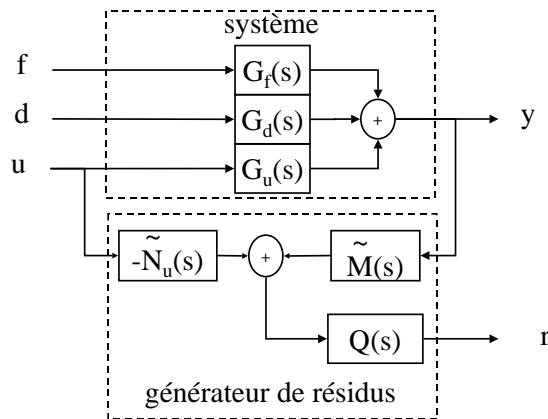 système
f
G_f(s)
d
G_d(s)
+
y
u
G_u(s)
-Ñ_u(s)
+
M̃(s)
Q(s)
r
générateur de résidus